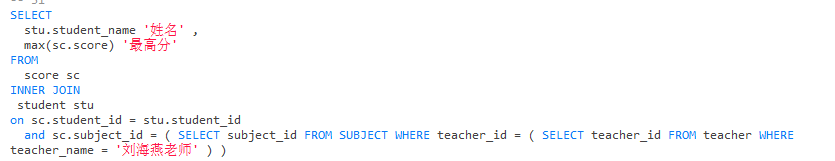 SELECT
stu.student_name '姓名' ,
max(sc.score) '最高分'
FROM
score sc
INNER JOIN
student stu
on sc.student_id = stu.student_id
and sc.subject_id = ( SELECT subject_id FROM SUBJECT WHERE teacher_id = ( SELECT teacher_id FROM teacher WHERE
teacher_name = '刘海燕老师' ) )